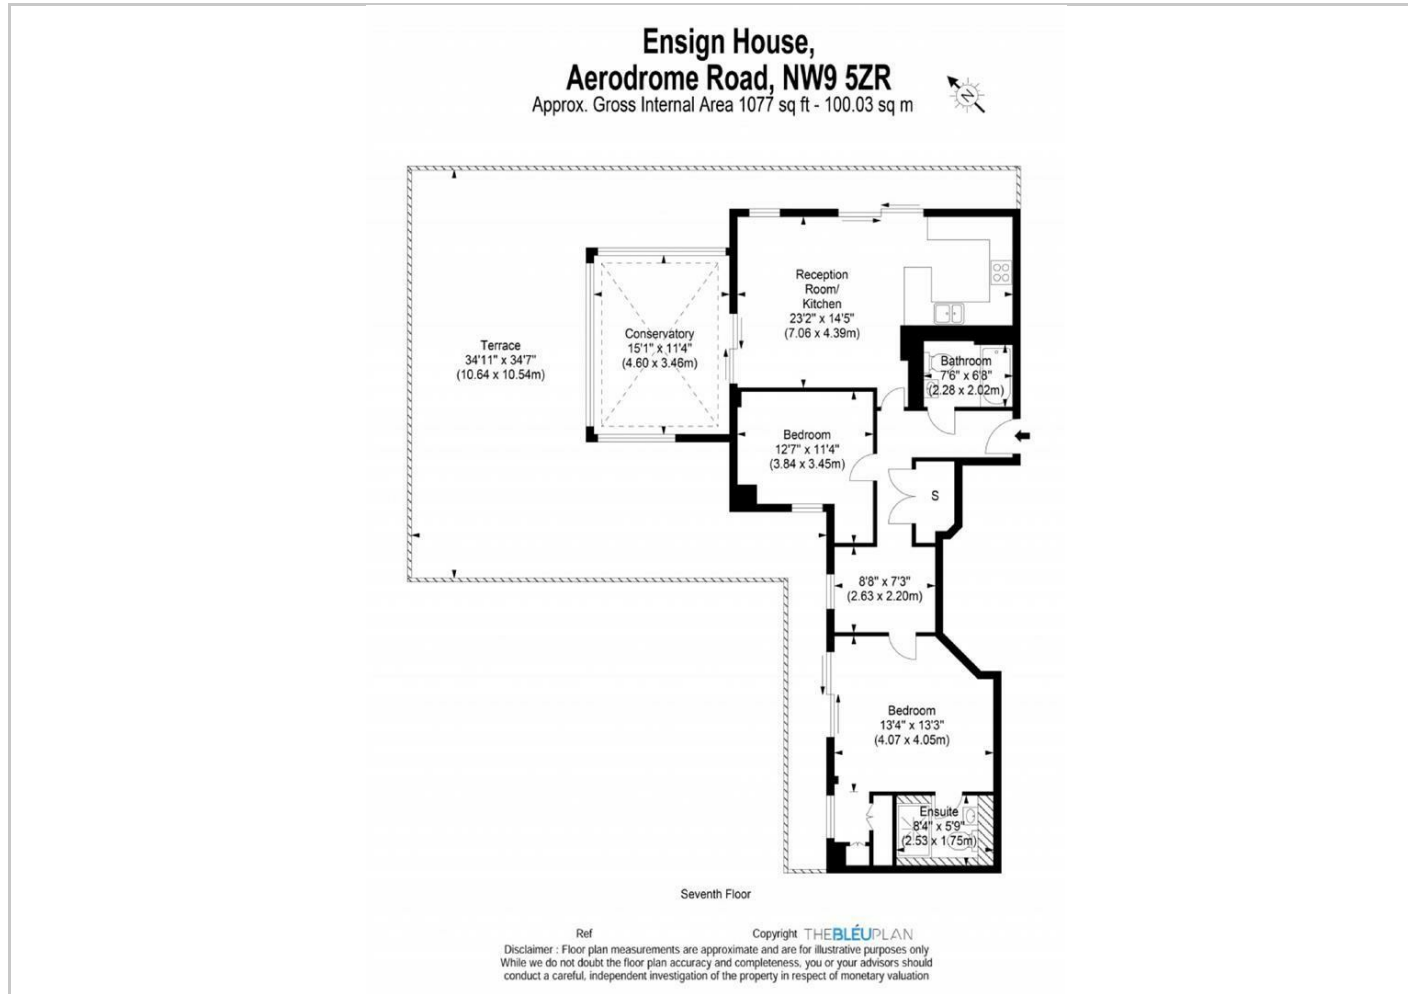 Ensign House,
Aerodrome Road, NW9 5ZR
Approx. Gross Internal Area 1077 sq ft - 100.03 sq m
N
Reception
Room/
Kitchen
23'2" x 14'5"
(7.06 x 4.39m)
Conservatory
15'1" x 11'4"
(4.60 x 3.46m)
Terrace
34'11" x 34'7"
(10.64 x 10.54m)
Bathroom
7'6" x 6'8"
(2.28 x 2.02m)
Bedroom
12'7" x 11'4"
(3.84 x 3.45m)
S
8'8" x 7'3"
(2.63 x 2.20m)
Bedroom
13'4" x 13'3"
(4.07 x 4.05m)
Ensuite
8'4" x 5'9"
(2.53 x 1.75m)
Seventh Floor
Ref Copyright THEBLÉUPLAN
Disclaimer : Floor plan measurements are approximate and are for illustrative purposes only
While we do not doubt the floor plan accuracy and completeness, you or your advisors should
conduct a careful, independent investigation of the property in respect of monetary valuation